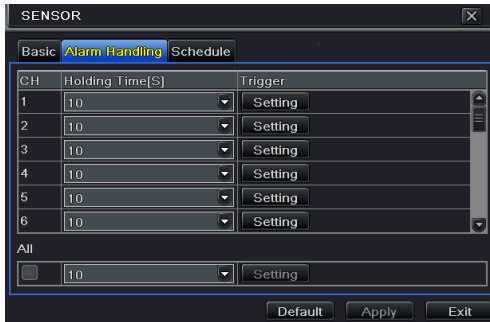 SENSOR
Basic Alarm Handling Schedule
CH Holding Time[S] Trigger
1 10 Setting
2 10 Setting
3 10 Setting
4 10 Setting
5 10 Setting
6 10 Setting
All
10 Setting
Default Apply Exit